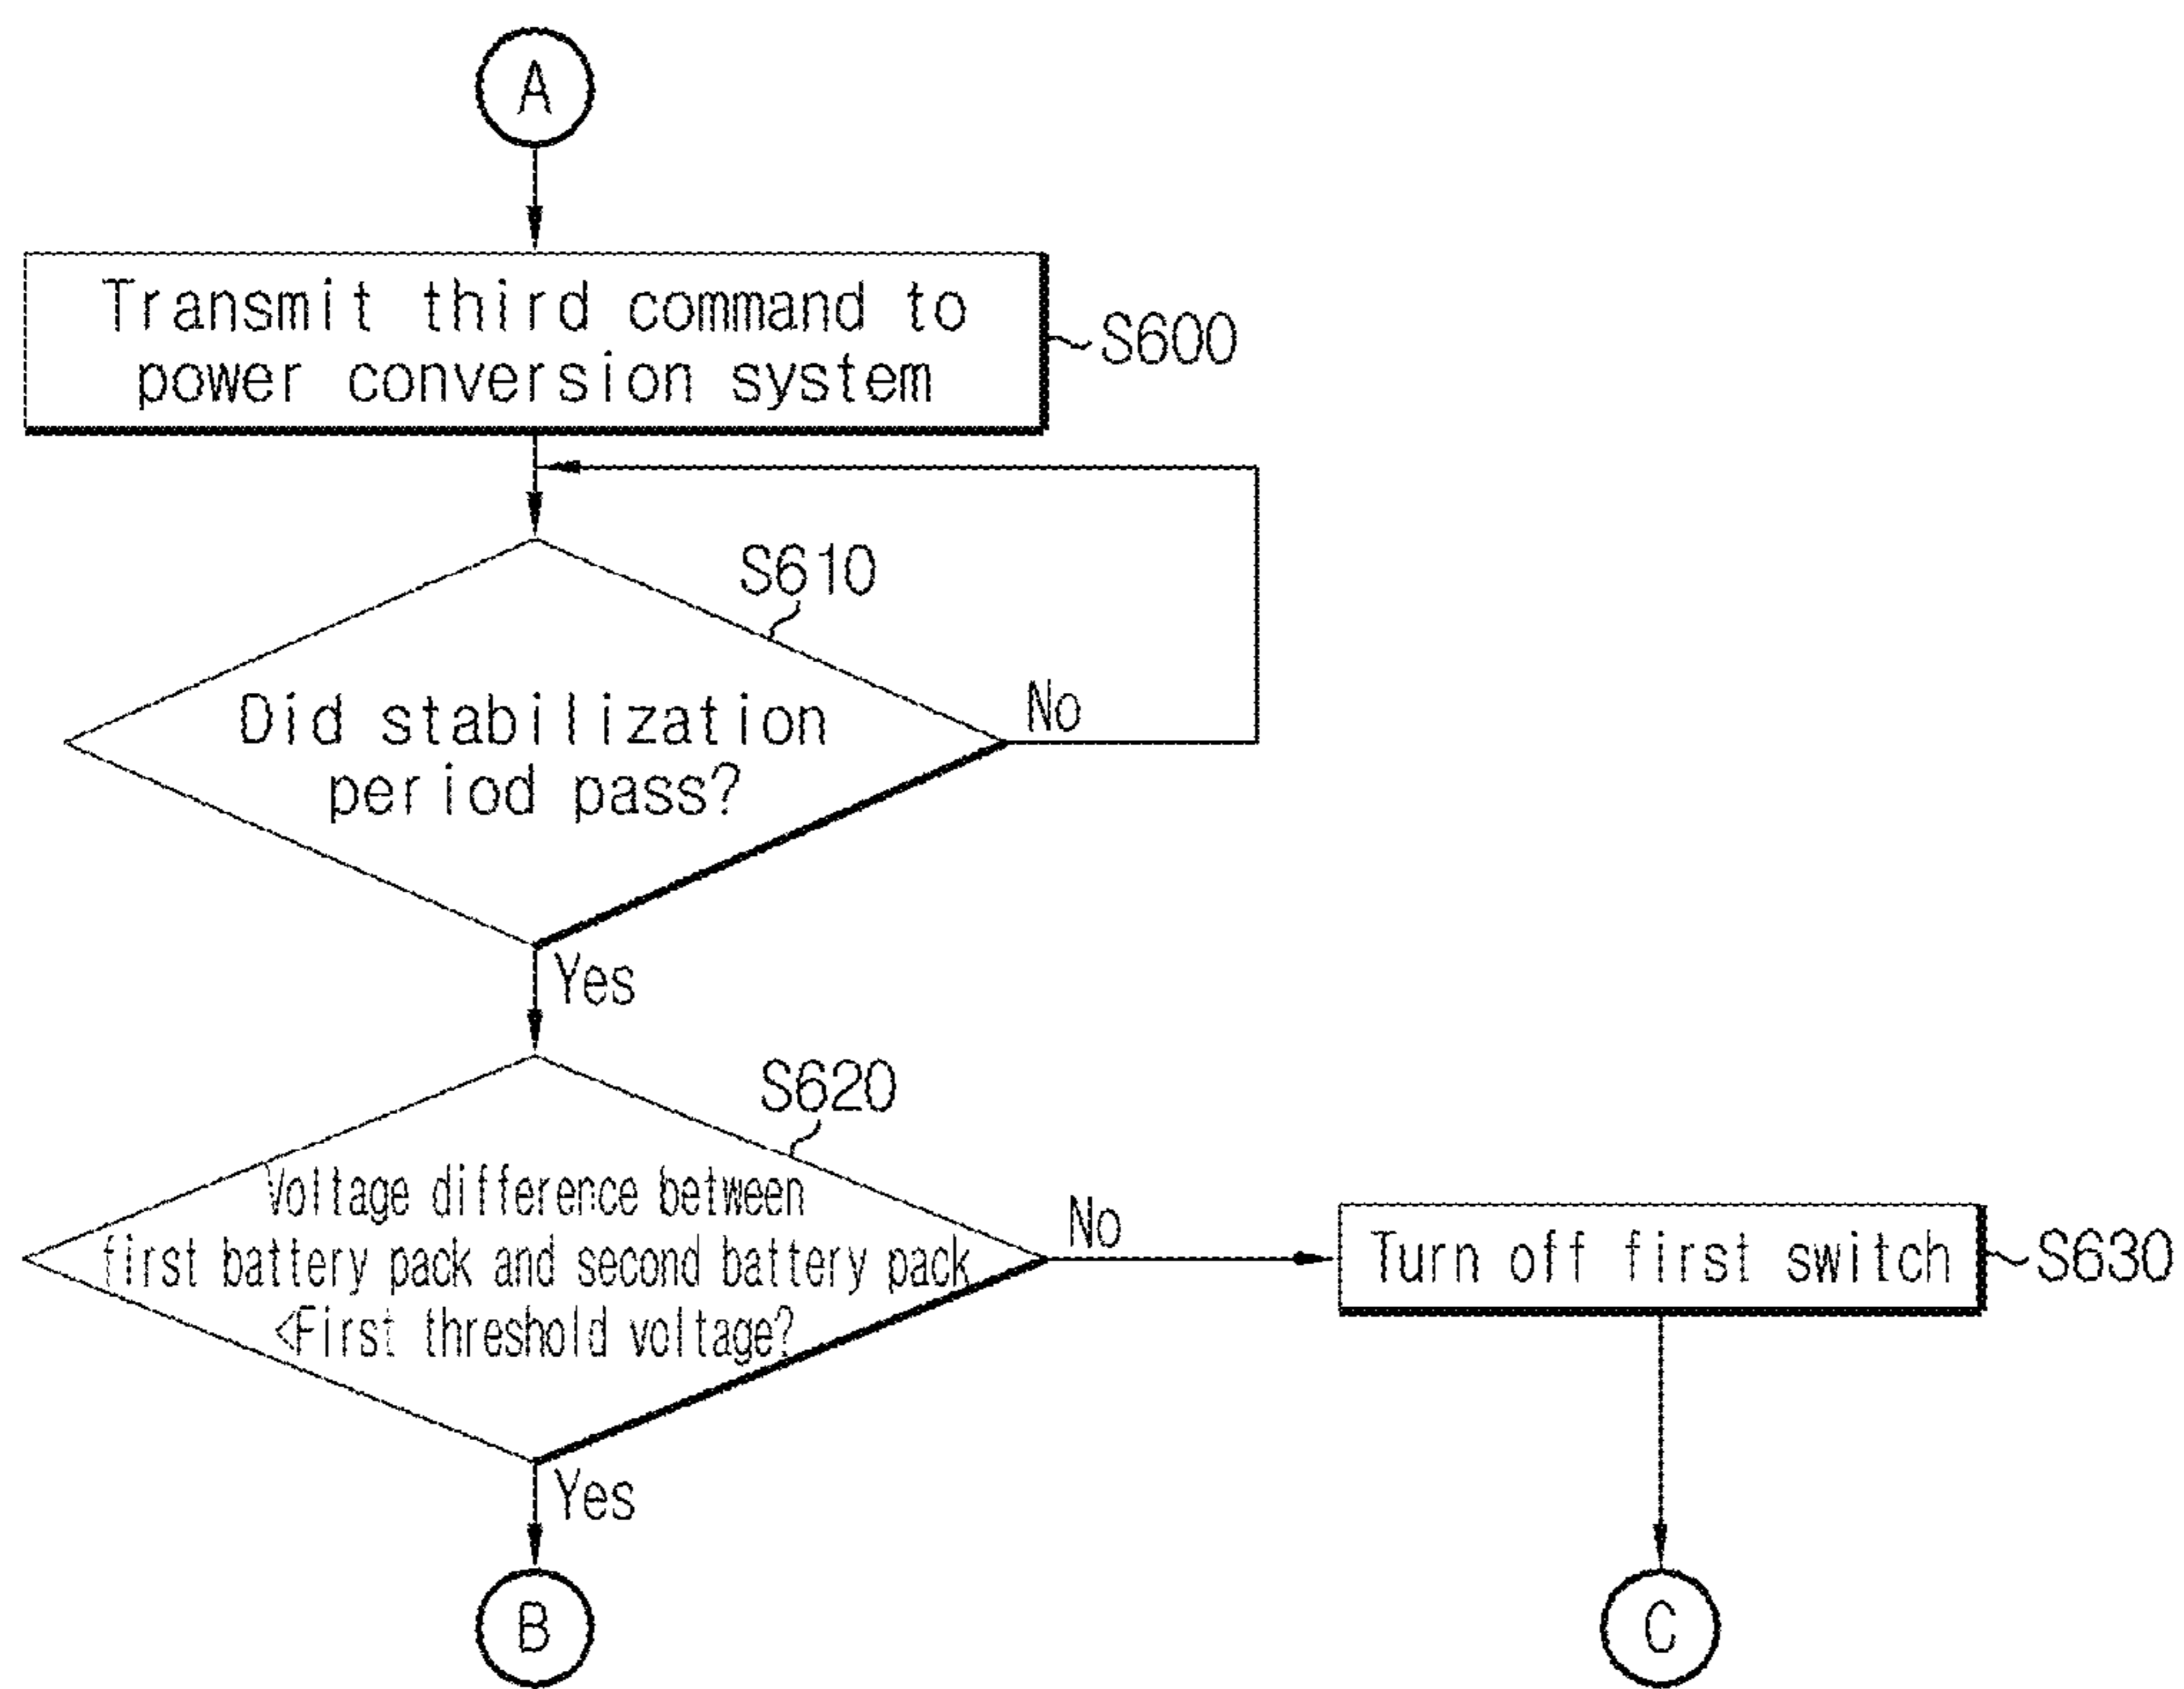 A
Transmit third command to
power conversion system
S600
S610
Did stabilization
period pass?
No
Yes
S620
Voltage difference between
first battery pack and second battery pack
<First threshold voltage?
No
Turn off first switch
S630
Yes
B
C